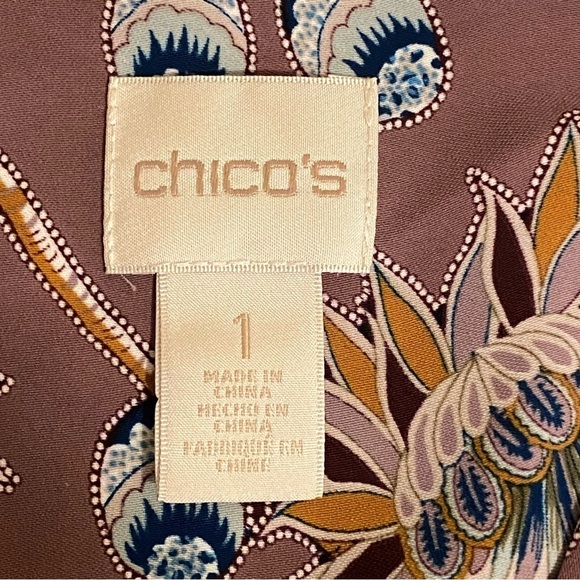 chico's
1
MADE IN
CHINA
HECHO EN
CHINA
FABRIQUÉ EN
CHINE